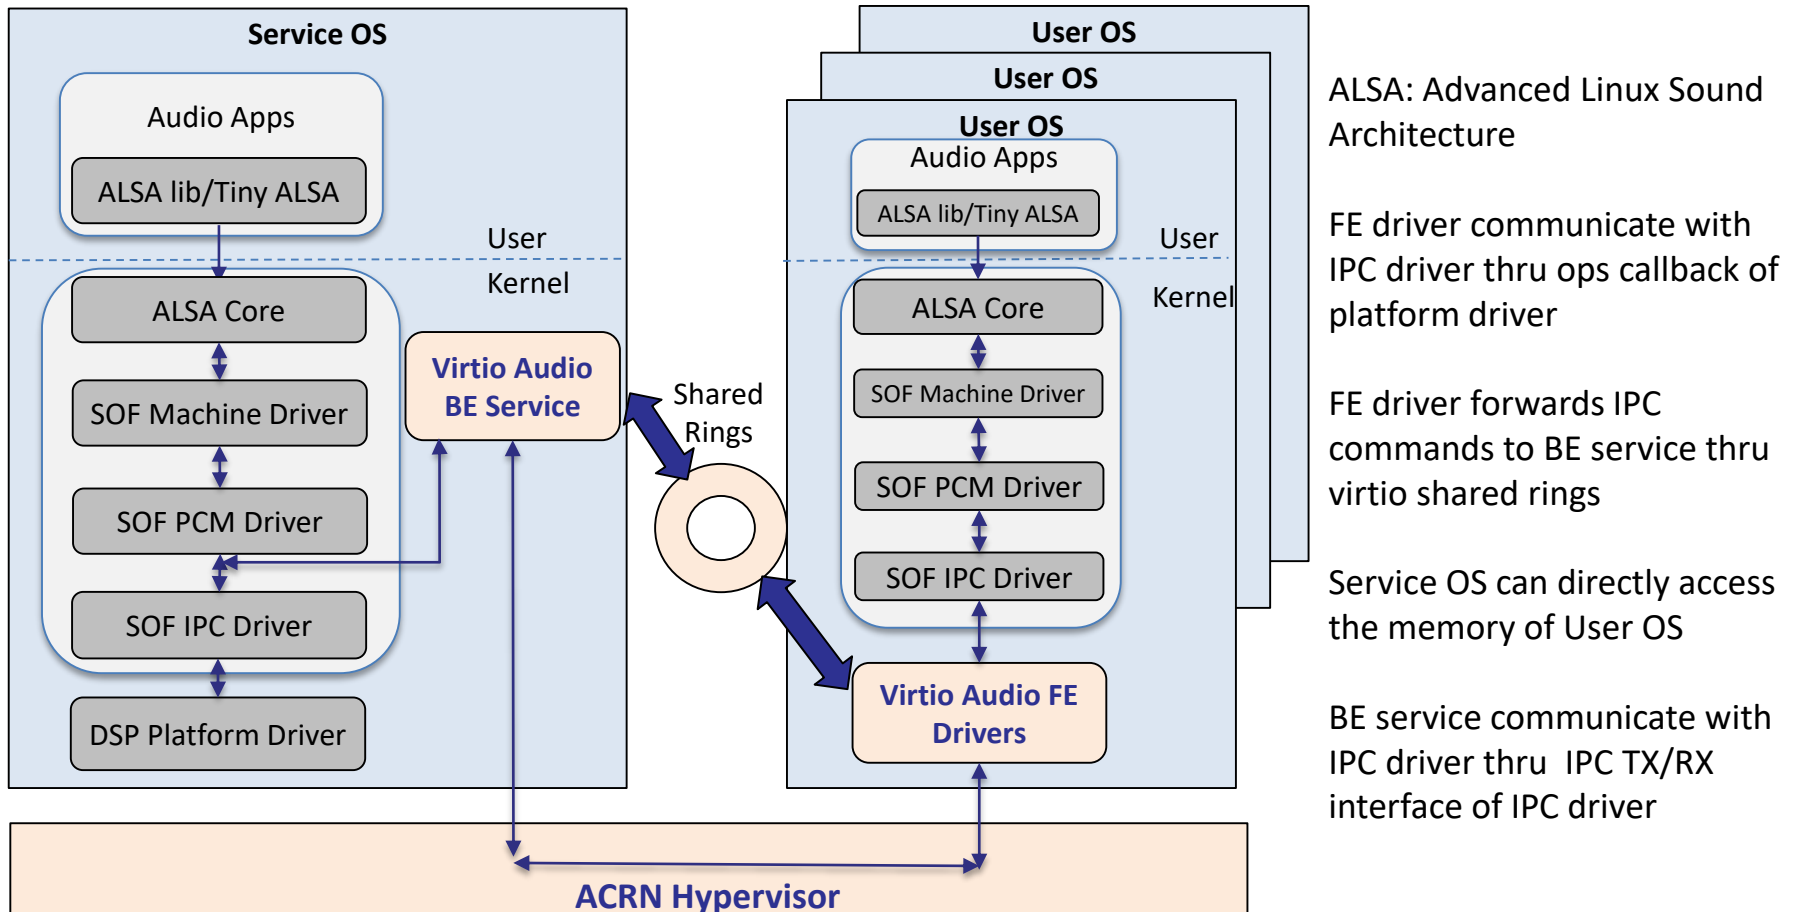 Service OS
Audio Apps
ALSA lib/Tiny ALSA
User
Kernel
ALSA Core
SOF Machine Driver
SOF PCM Driver
SOF IPC Driver
DSP Platform Driver
Virtio Audio
BE Service
Shared
Rings
User OS
User OS
User OS
Audio Apps
ALSA lib/Tiny ALSA
User
Kernel
ALSA Core
SOF Machine Driver
SOF PCM Driver
SOF IPC Driver
Virtio Audio FE
Drivers
ACRN Hypervisor
ALSA: Advanced Linux Sound
Architecture
FE driver communicate with
IPC driver thru ops callback of
platform driver
FE driver forwards IPC
commands to BE service thru
virtio shared rings
Service OS can directly access
the memory of User OS
BE service communicate with
IPC driver thru IPC TX/RX
interface of IPC driver